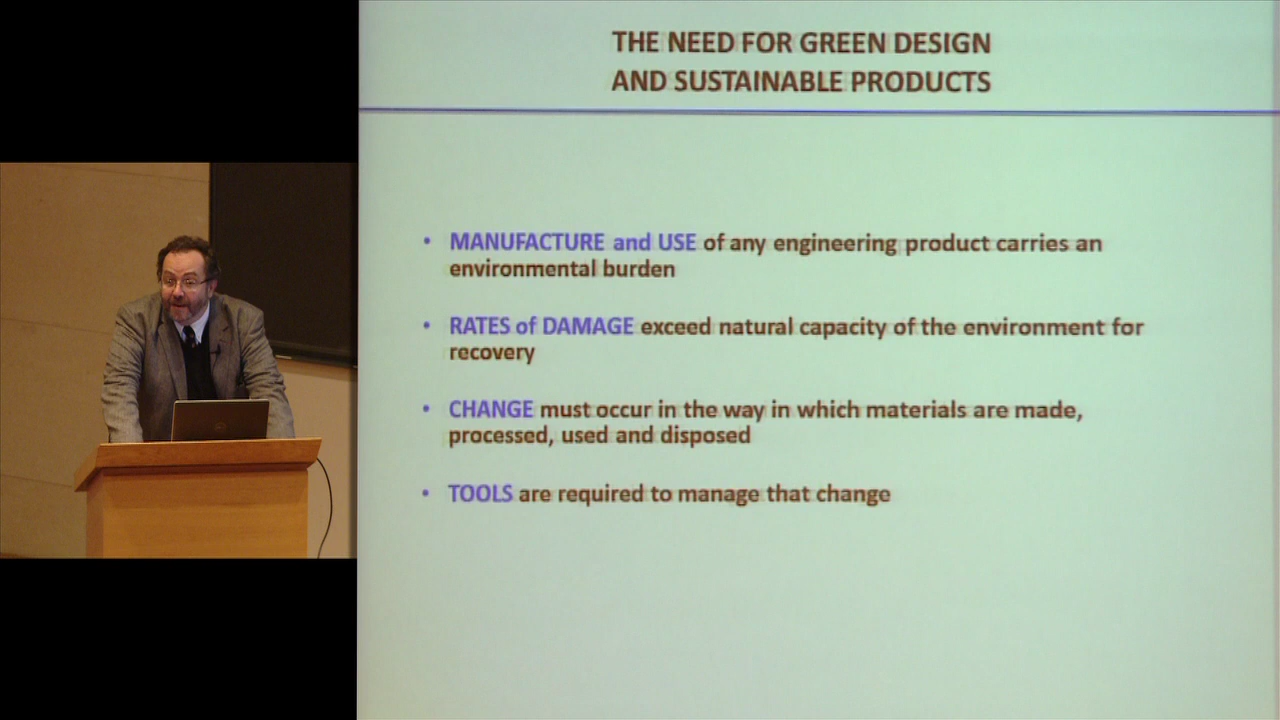 THE NEED FOR GREEN DESIGN
AND SUSTAINABLE PRODUCTS
• MANUFACTURE and USE of any engineering product carries an
environmental burden
• RATES of DAMAGE exceed natural capacity of the environment for
recovery
• CHANGE must occur in the way in which materials are made,
processed, used and disposed
• TOOLS are required to manage that change